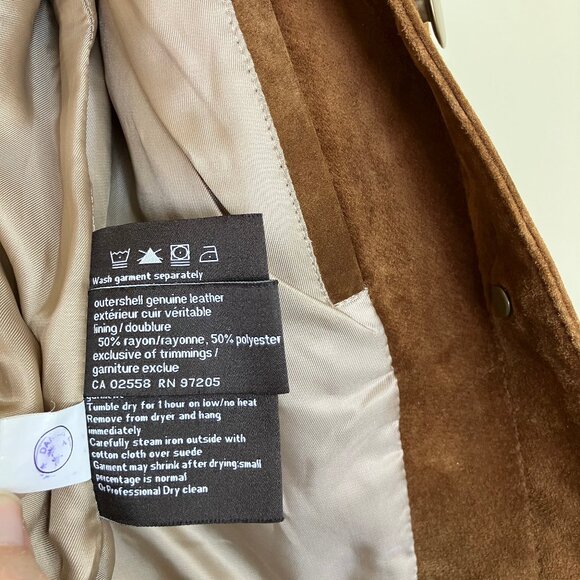 Wash garment separately
outershell genuine leather
extérieur cuir véritable
lining / doublure
50% rayon/rayonne, 50% polyester
exclusive of trimmings /
garniture exclue
CA 02558 RN 97205
garment
Tumble dry for 1 hour on low/no heat
Remove from dryer and hang
immediately
Carefully steam iron outside with
cotton cloth over suede
Garment may shrink after drying:small
percentage is normal
Or Professional Dry clean